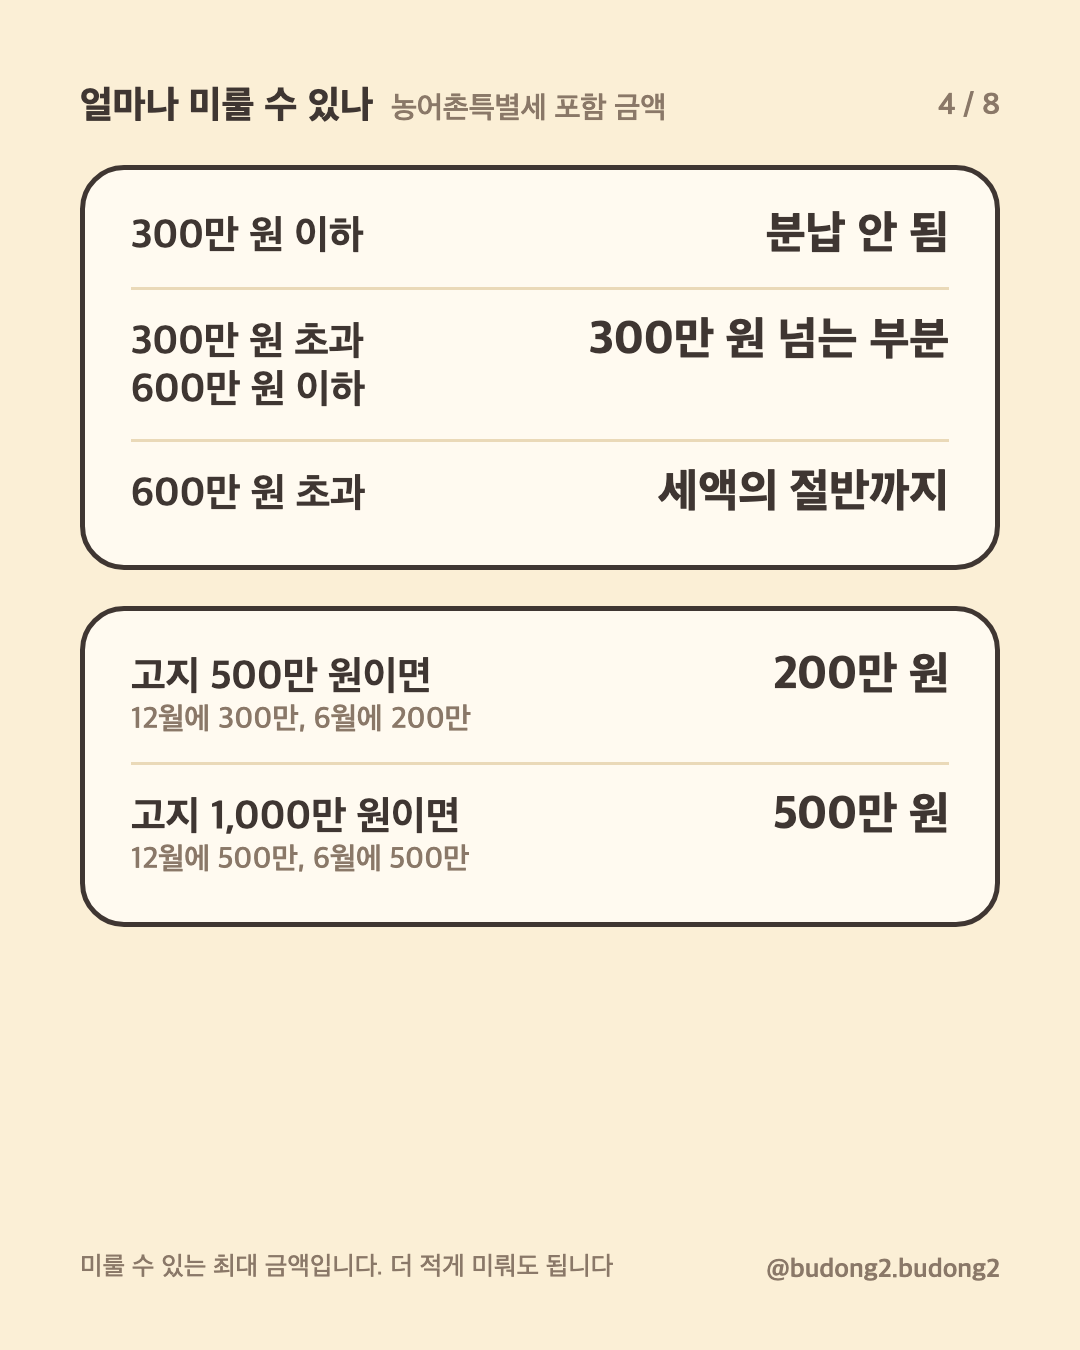 얼마나 미룰 수 있나 농어촌특별세 포함 금액 4 / 8
300만 원 이하 분납 안 됨
300만 원 초과 300만 원 넘는 부분
600만 원 이하
600만 원 초과 세액의 절반까지
고지 500만 원이면 200만 원
12월에 300만, 6월에 200만
고지 1,000만 원이면 500만 원
12월에 500만, 6월에 500만
미룰 수 있는 최대 금액입니다. 더 적게 미뤄도 됩니다 @budong2.budong2